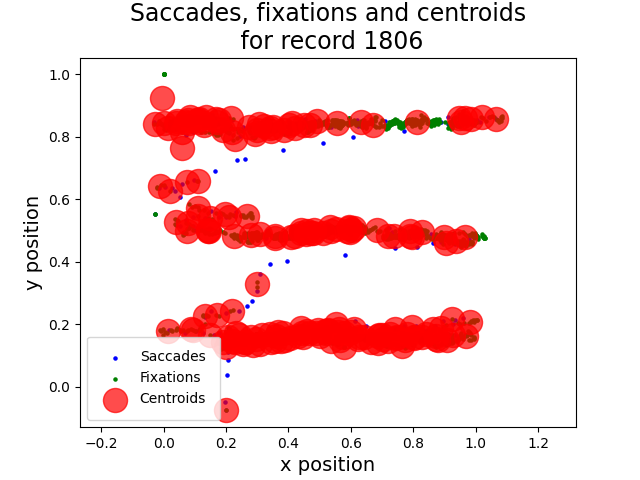 Saccades, fixations and centroids
for record 1806
y position
1.0
0.8
0.6
0.4
0.2
0.0
Saccades
Fixations
Centroids
−0.2
0.0
0.2
0.4
0.6
0.8
1.0
1.2
x position